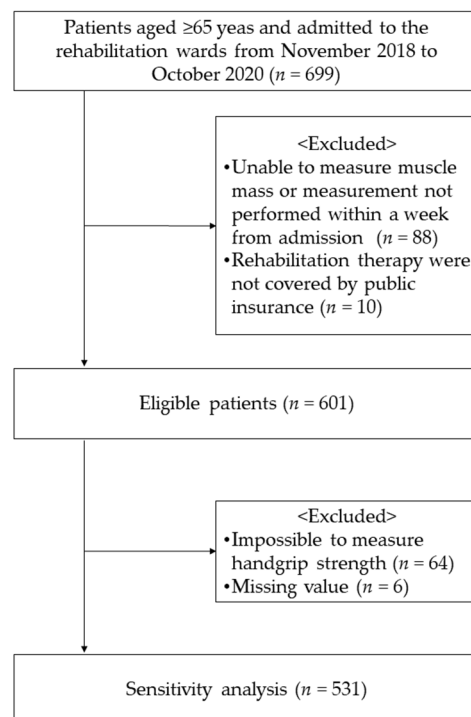 Patients aged ≥65 yeas and admitted to the
rehabilitation wards from November 2018 to
October 2020 (n = 699)
<Excluded>
•Unable to measure muscle
mass or measurement not
performed within a week
from admission (n = 88)
•Rehabilitation therapy were
not covered by public
insurance (n = 10)
Eligible patients (n = 601)
<Excluded>
•Impossible to measure
handgrip strength (n = 64)
•Missing value (n = 6)
Sensitivity analysis (n = 531)